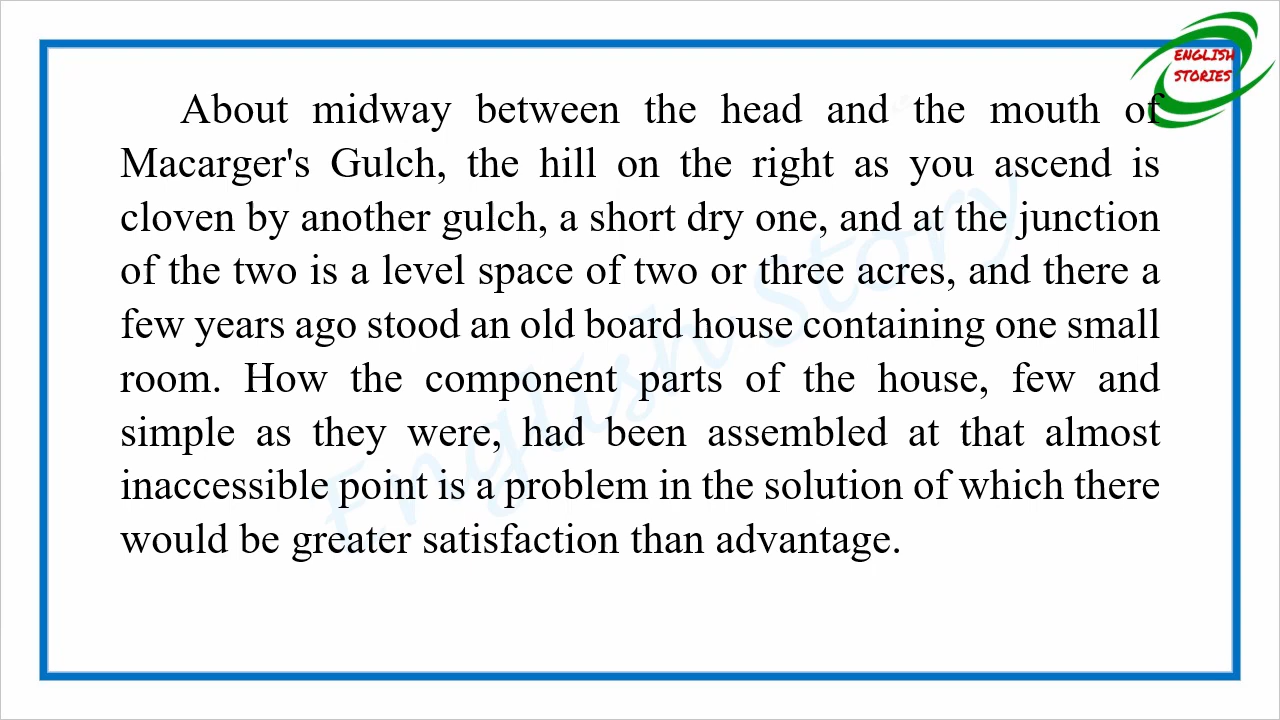 ENGLISH
STORIES
About midway between the head and the mouth of
Macarger's Gulch, the hill on the right as you ascend is
cloven by another gulch, a short dry one, and at the junction
of the two is a level space of two or three acres, and there a
few years ago stood an old board house containing one small
room. How the component parts of the house, few and
simple as they were, had been assembled at that almost
inaccessible point is a problem in the solution of which there
would be greater satisfaction than advantage.
English Story